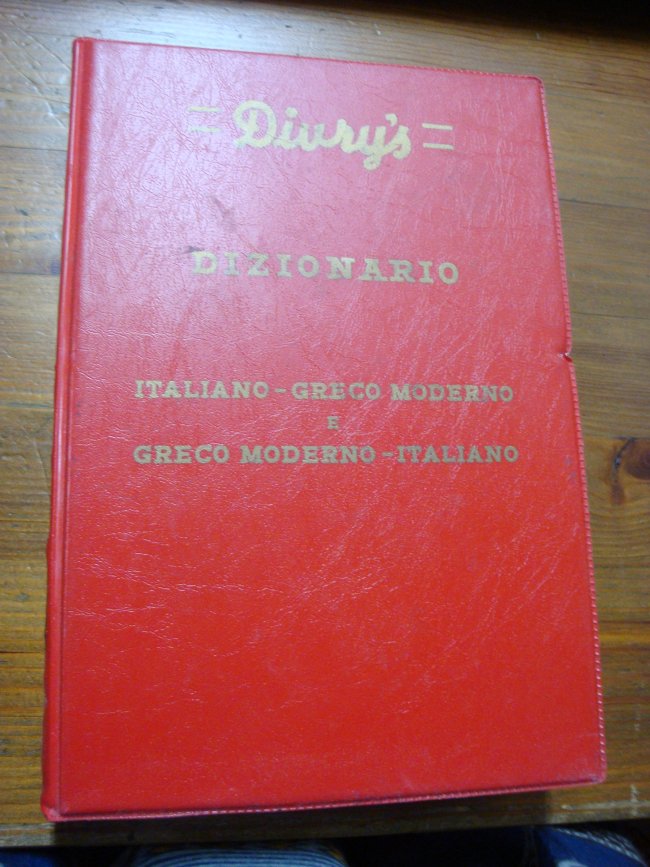 Divry's
DIZIONARIO
ITALIANO-GRECO MODERNO
E
GRECO MODERNO-ITALIANO